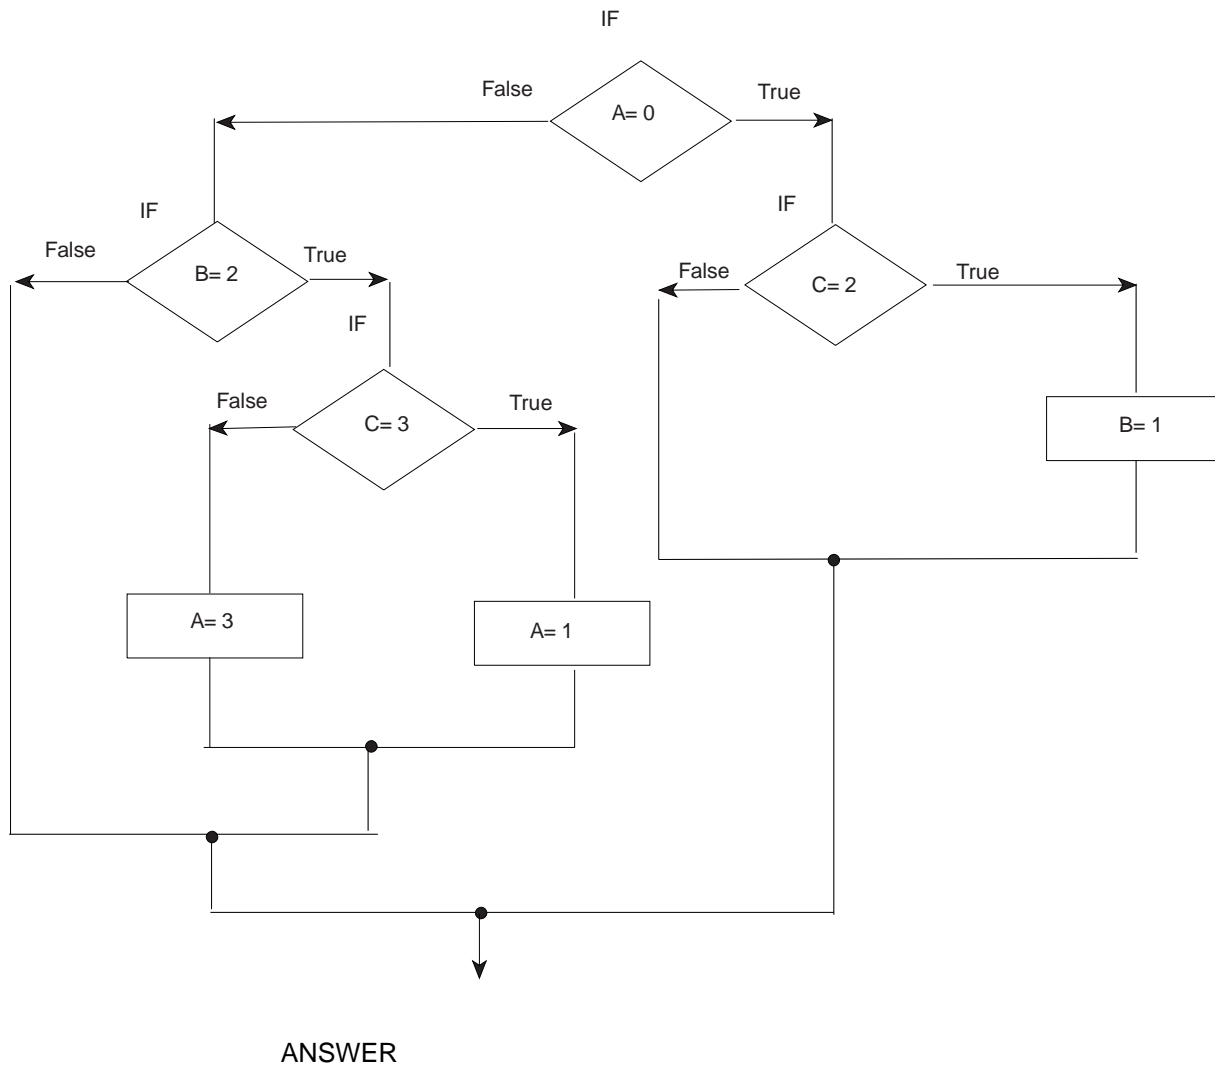 IF
False
A= 0
True
IF
IF
False
B= 2
True
False
C= 2
True
IF
False
C= 3
True
B= 1
A= 3
A= 1
ANSWER